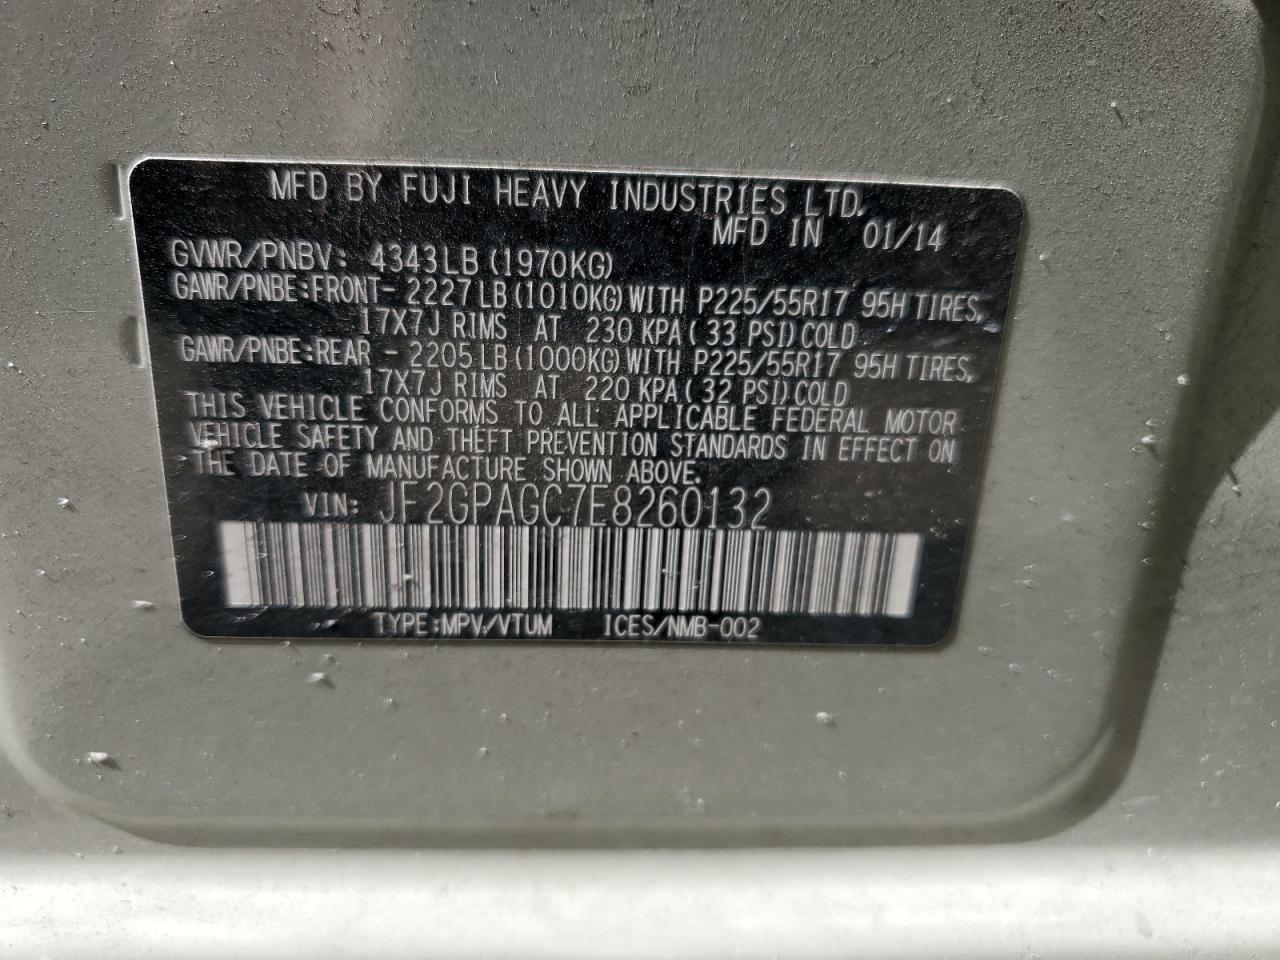 MFD BY FUJI HEAVY INDUSTRIES LTD.
MFD IN 01/14
GVWR/PNBV: 4343LB(1970KG)
GAWR/PNBE:FRONT-2227LB(1010KG)WITH P225/55R17 95H TIRES,
17X7J RIMS AT 230 KPA(33 PSI)COLD
GAWR/PNBE:REAR -2205LB(1000KG)WITH P225/55R17 95H TIRES,
17X7J RIMS AT 220 KPA(32 PSI)COLD
THIS VEHICLE CONFORMS TO ALL APPLICABLE FEDERAL MOTOR
VEHICLE SAFETY AND THEFT PREVENTION STANDARDS IN EFFECT ON
THE DATE OF MANUFACTURE SHOWN ABOVE.
VIN: JF2GPAGC7E8260132
TYPE:MPV/VTUM ICES/NMB-002